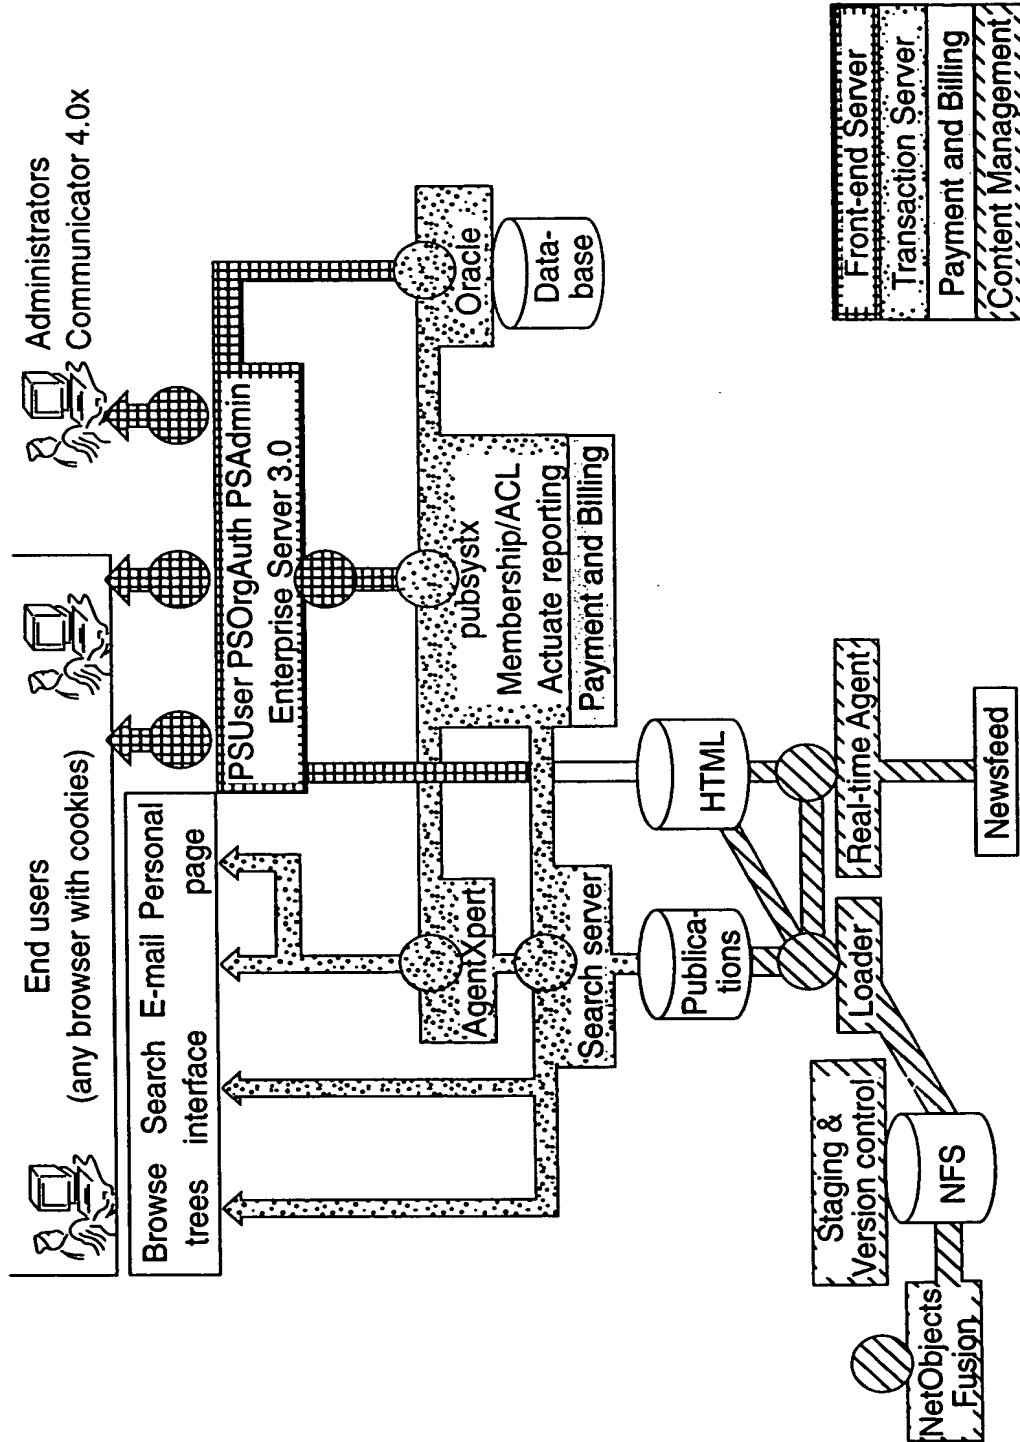 End users
(any browser with cookies)
Administrators
Communicator 4.0x
Browse Search E-mail Personal
trees interface page
PSUser PSOrgAuth PSAdmin
Enterprise Server 3.0
AgentXpert
pubsystx
Membership/ACL
Actuate reporting
Payment and Billing
Oracle
Data-
base
Search server
Publica-
tions
HTML
Staging &
Version control
Loader
Real-time Agent
NetObjects
Fusion
NFS
Newsfeed
Front-end Server
Transaction Server
Payment and Billing
Content Management